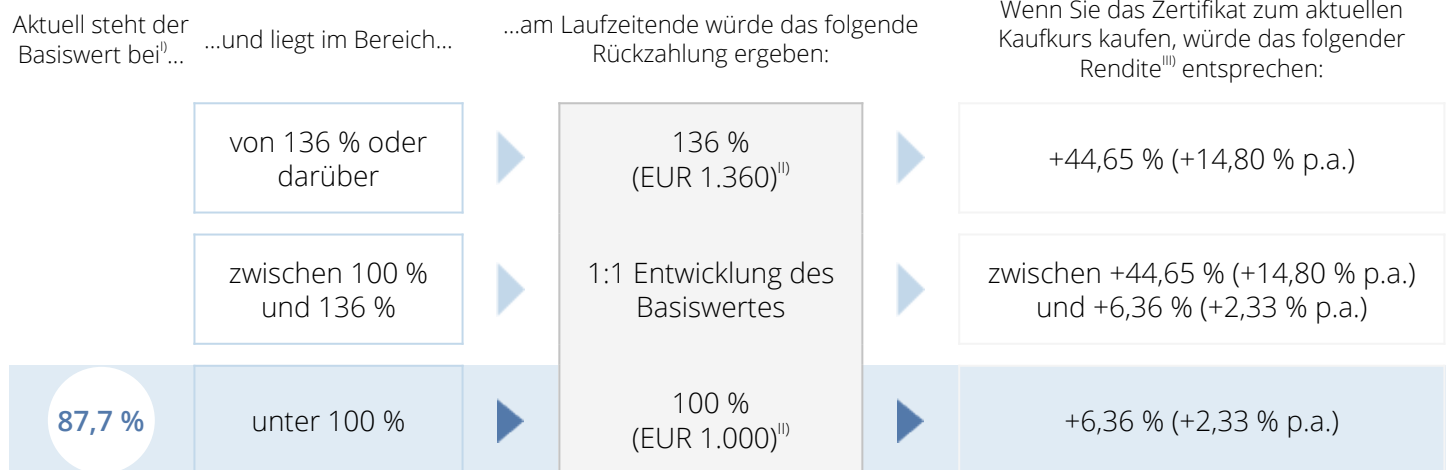 Aktuell steht der
Basiswert bei^I)...
...und liegt im Bereich...
...am Laufzeitende würde das folgende
Rückzahlung ergeben:
Wenn Sie das Zertifikat zum aktuellen
Kaufkurs kaufen, würde das folgender
Rendite^III) entsprechen:
von 136 % oder
darüber
136 %
(EUR 1.360)^II)
+44,65 % (+14,80 % p.a.)
zwischen 100 %
und 136 %
1:1 Entwicklung des
Basiswertes
zwischen +44,65 % (+14,80 % p.a.)
und +6,36 % (+2,33 % p.a.)
87,7 %
unter 100 %
100 %
(EUR 1.000)^II)
+6,36 % (+2,33 % p.a.)